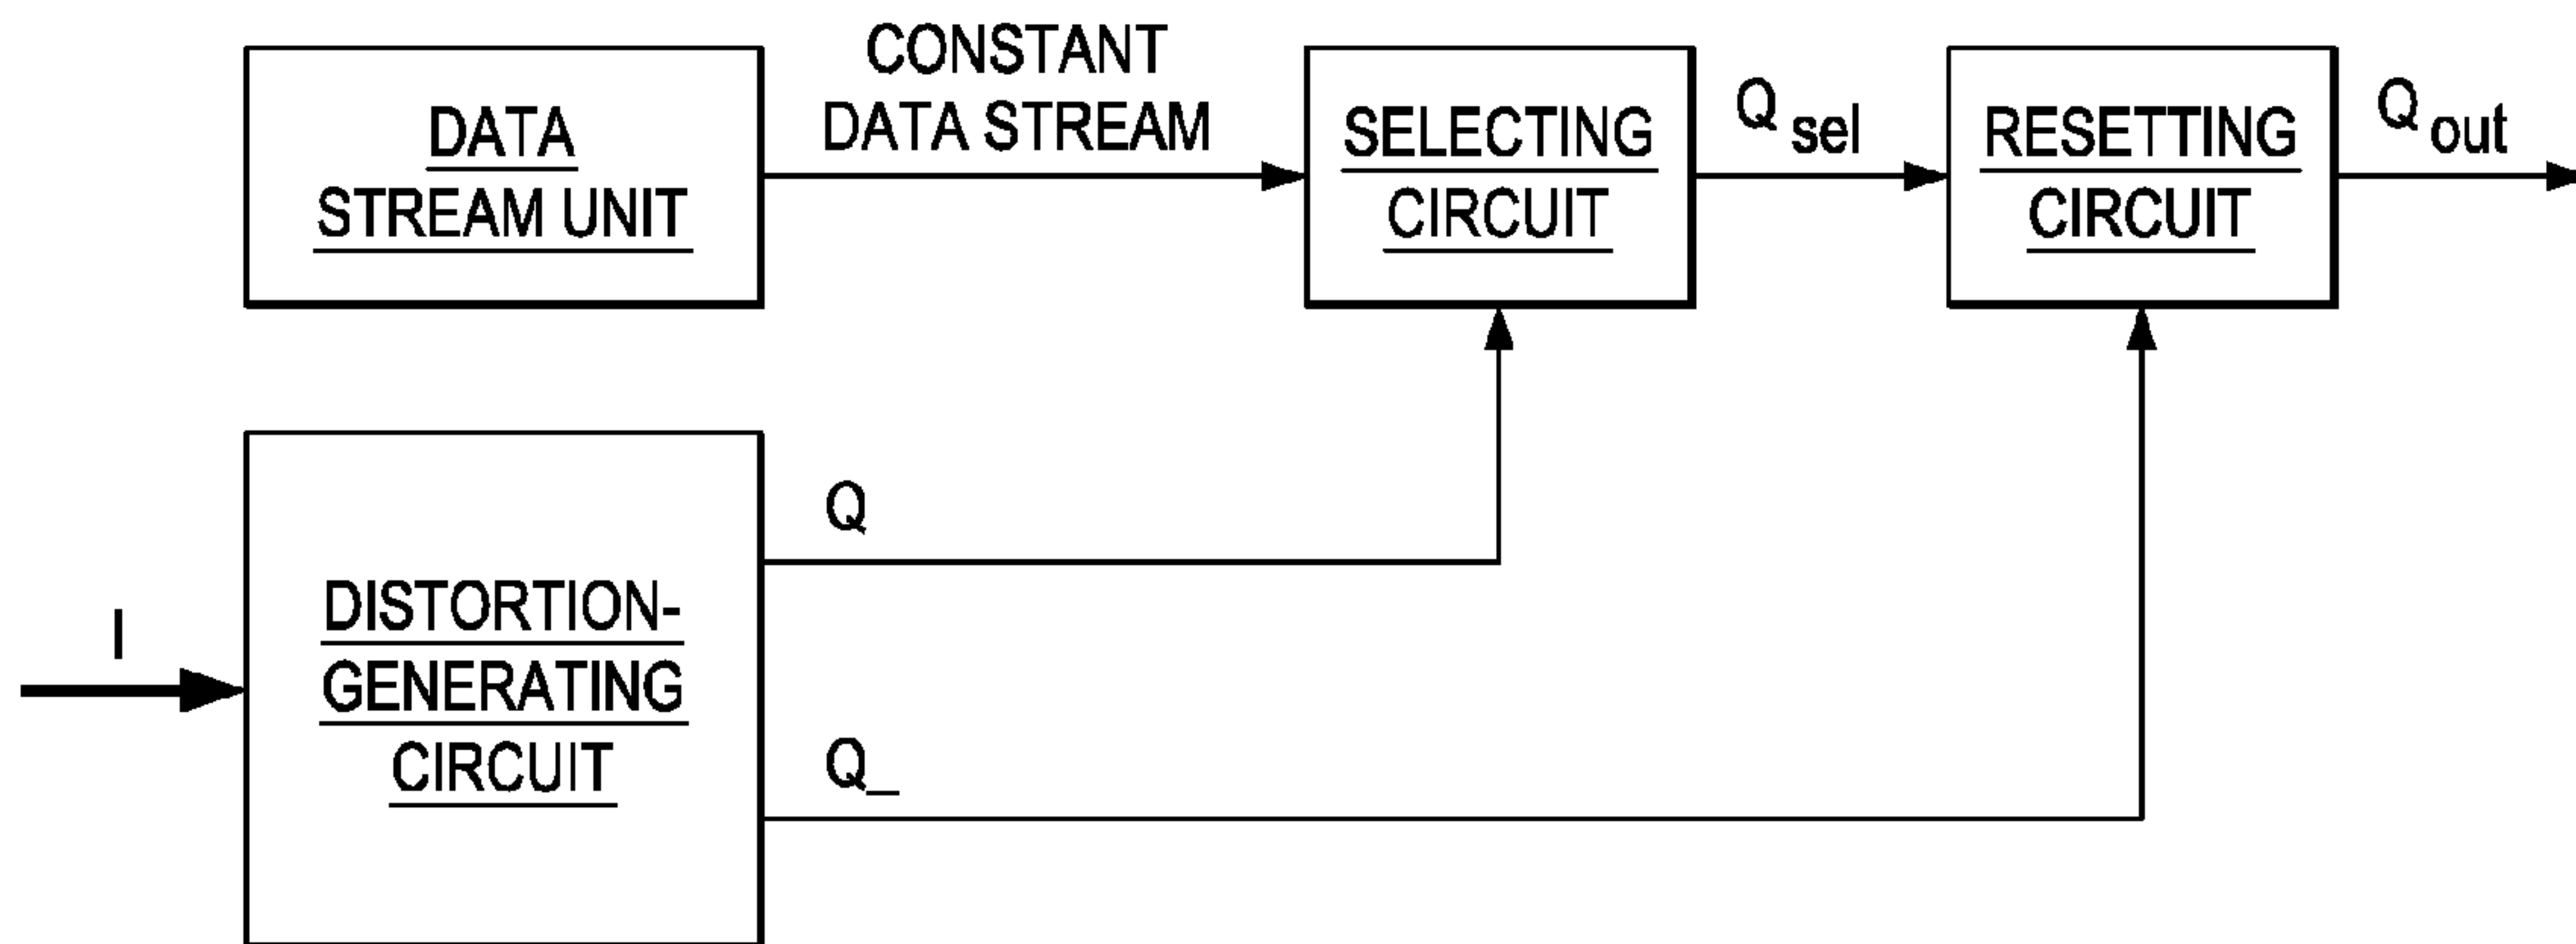 DATA
STREAM UNIT
CONSTANT
DATA STREAM
SELECTING
CIRCUIT
Q sel
RESETTING
CIRCUIT
Q out
I
DISTORTION-
GENERATING
CIRCUIT
Q
Q_